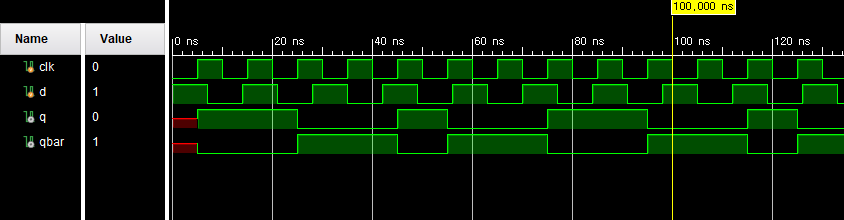 100,000 ns
Name Value
0 ns 20 ns 40 ns 60 ns 80 ns 100 ns 120 ns
clk 0
d 1
q 0
qbar 1